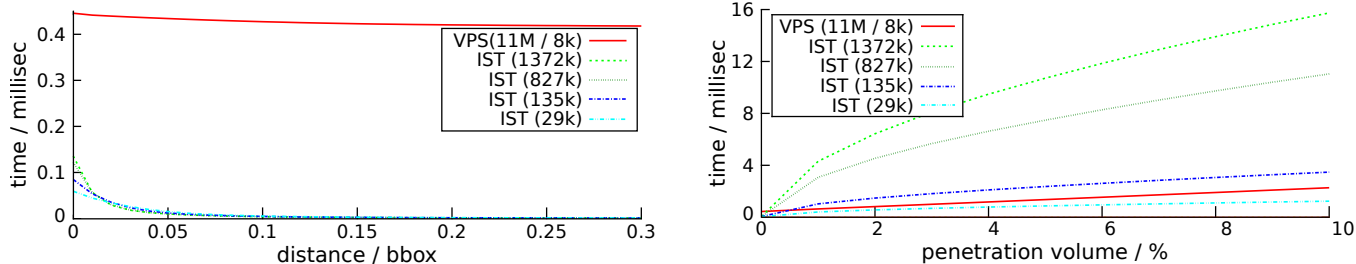 time / millisec
0.4
0.3
0.2
0.1
0
0 0.05 0.1 0.15 0.2 0.25 0.3
distance / bbox
VPS(11M / 8k)
IST (1372k)
IST (827k)
IST (135k)
IST (29k)
time / millisec
16
12
8
4
0
0 2 4 6 8 10
penetration volume / %
VPS (11M / 8k)
IST (1372k)
IST (827k)
IST (135k)
IST (29k)